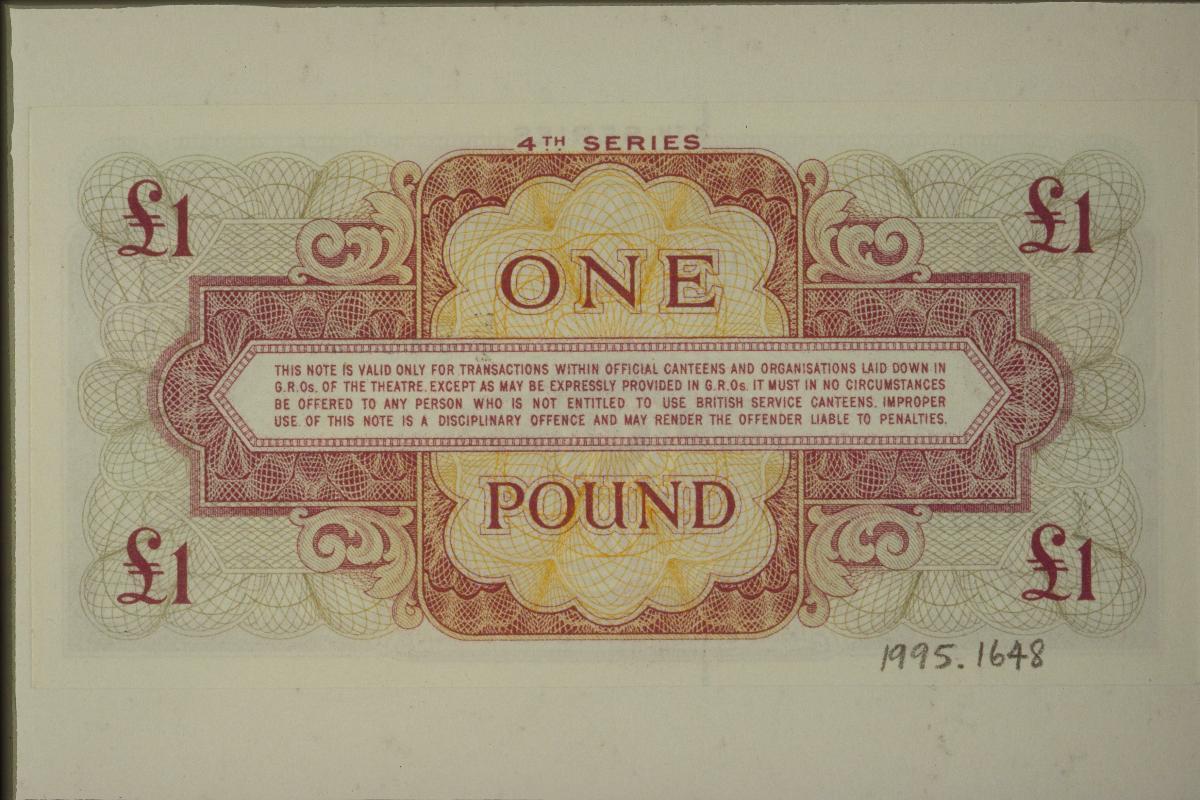 4TH SERIES
£1 £1
ONE
THIS NOTE IS VALID ONLY FOR TRANSACTIONS WITHIN OFFICIAL CANTEENS AND ORGANISATIONS LAID DOWN IN
G.R.Os. OF THE THEATRE. EXCEPT AS MAY BE EXPRESSLY PROVIDED IN G.R.Os. IT MUST IN NO CIRCUMSTANCES
BE OFFERED TO ANY PERSON WHO IS NOT ENTITLED TO USE BRITISH SERVICE CANTEENS. IMPROPER
USE OF THIS NOTE IS A DISCIPLINARY OFFENCE AND MAY RENDER THE OFFENDER LIABLE TO PENALTIES.
POUND
£1 £1
1995.1648